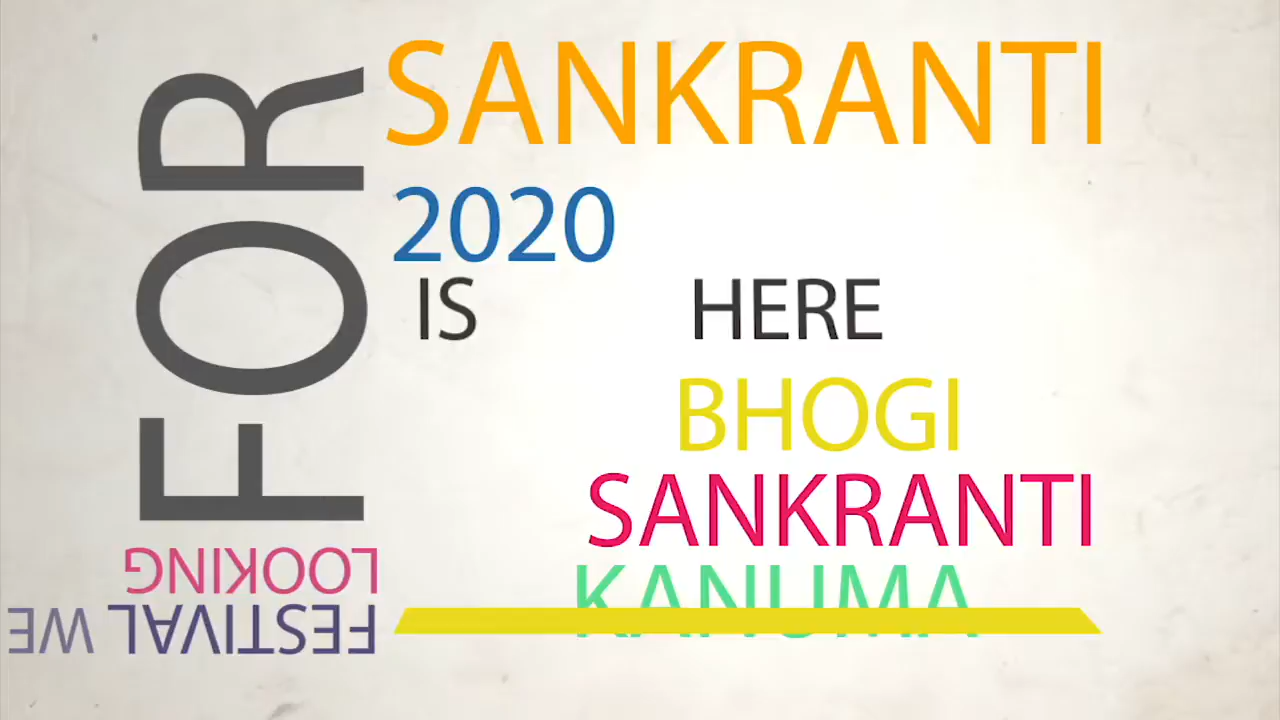 FESTIVAL WE
LOOKING
FOR
SANKRANTI
2020
IS HERE
BHOGI
SANKRANTI
KANUMA